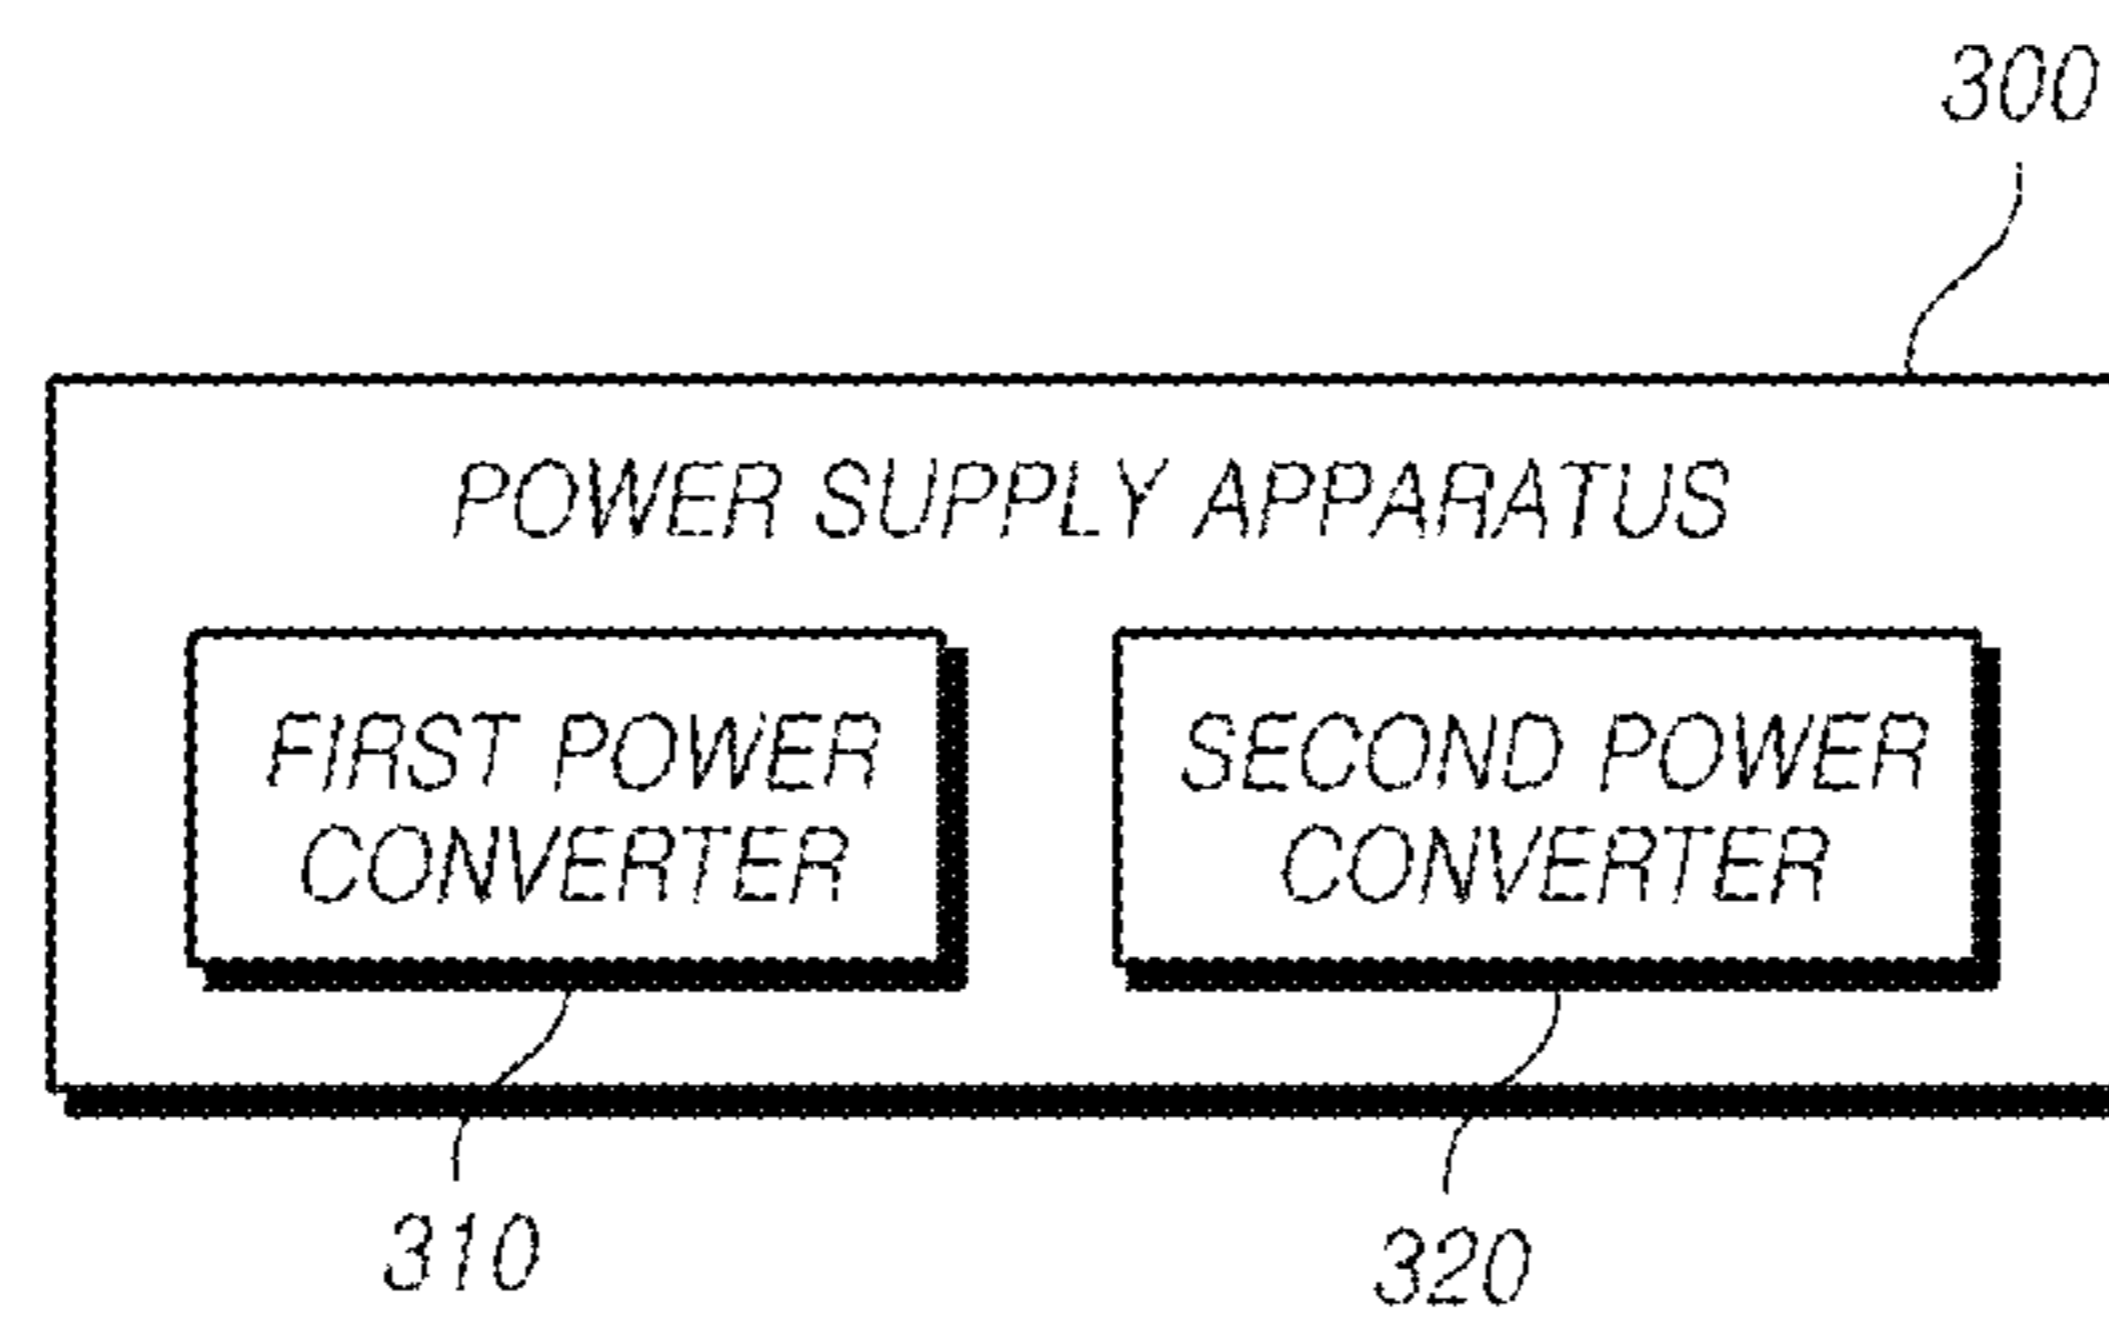 300
POWER SUPPLY APPARATUS
FIRST POWER
CONVERTER
SECOND POWER
CONVERTER
310
320